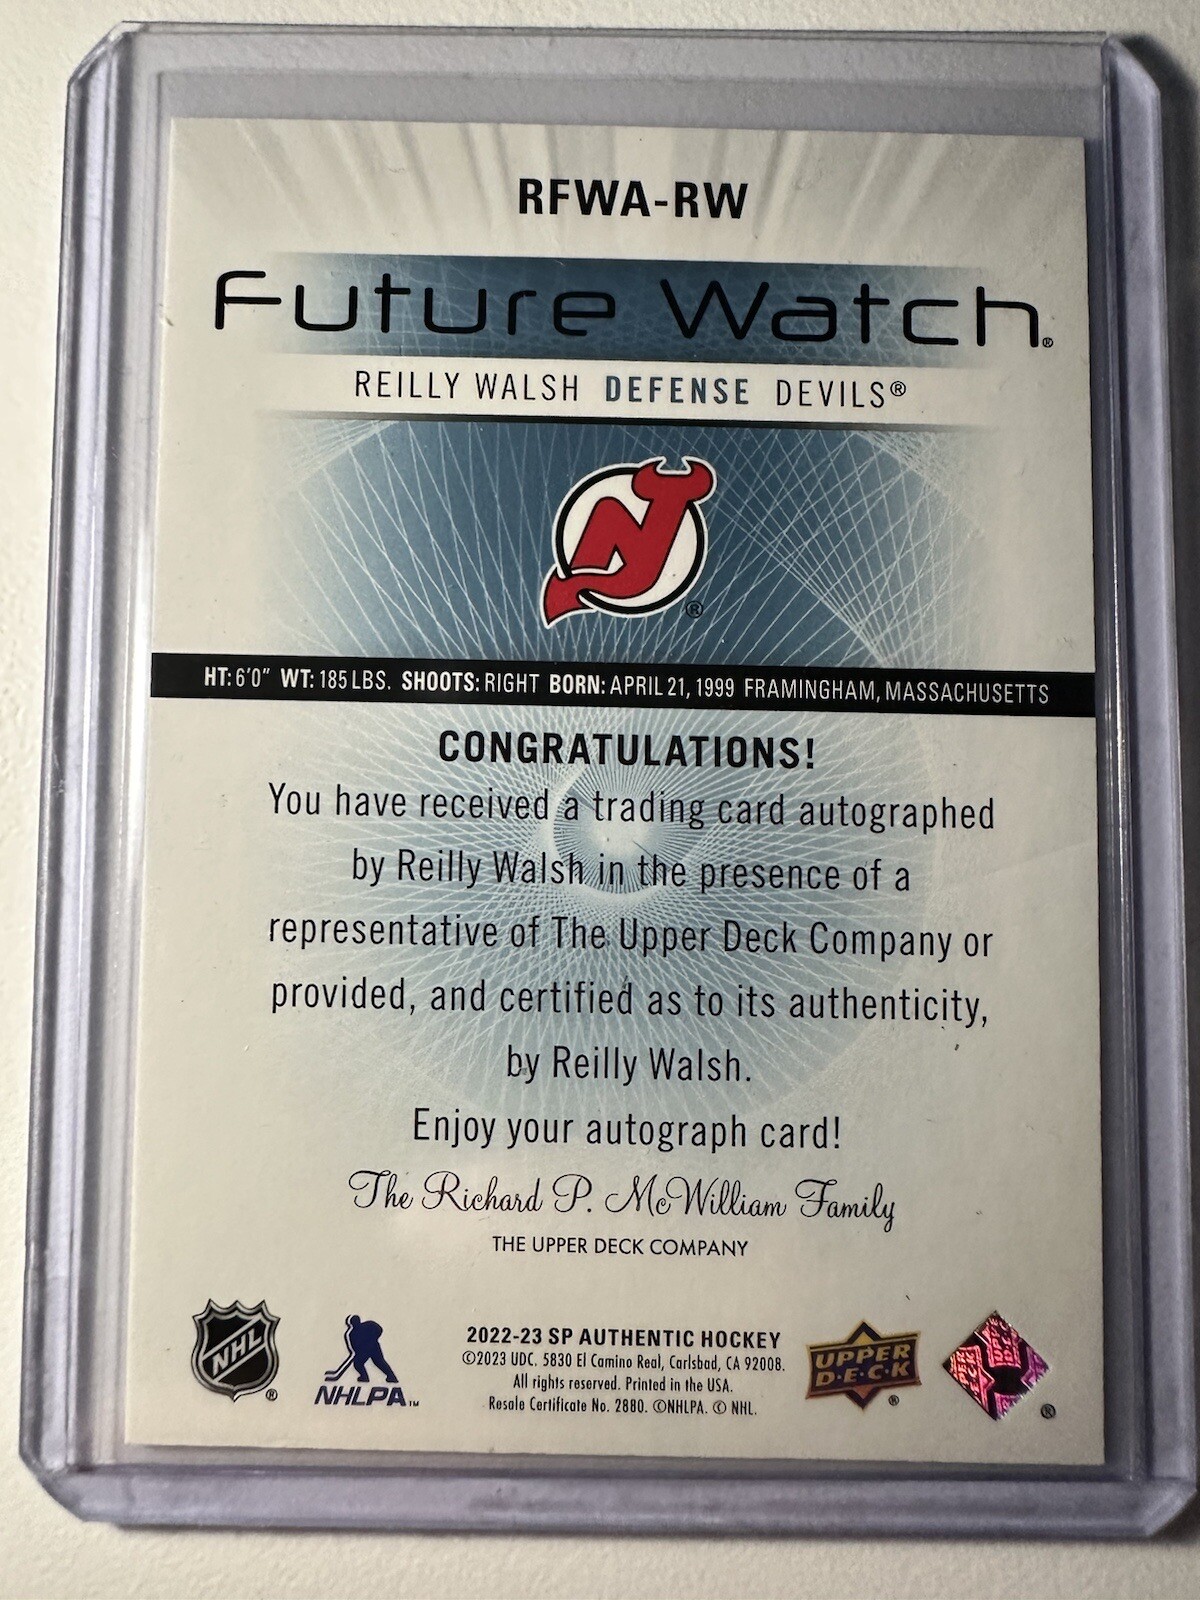 RFWA-RW
Future Watch®
REILLY WALSH DEFENSE DEVILS®
®
HT: 6'0" WT: 185 LBS. SHOOTS: RIGHT BORN: APRIL 21, 1999 FRAMINGHAM, MASSACHUSETTS
CONGRATULATIONS!
You have received a trading card autographed
by Reilly Walsh in the presence of a
representative of The Upper Deck Company or
provided, and certified as to its authenticity,
by Reilly Walsh.
Enjoy your autograph card!
The Richard P. McWilliam Family
THE UPPER DECK COMPANY
NHL ®
NHLPA™
2022-23 SP AUTHENTIC HOCKEY
©2023 UDC. 5830 El Camino Real, Carlsbad, CA 92008.
All rights reserved. Printed in the USA.
Resale Certificate No. 2880. ©NHLPA. © NHL.
UPPER
D·E·C·K ®
®